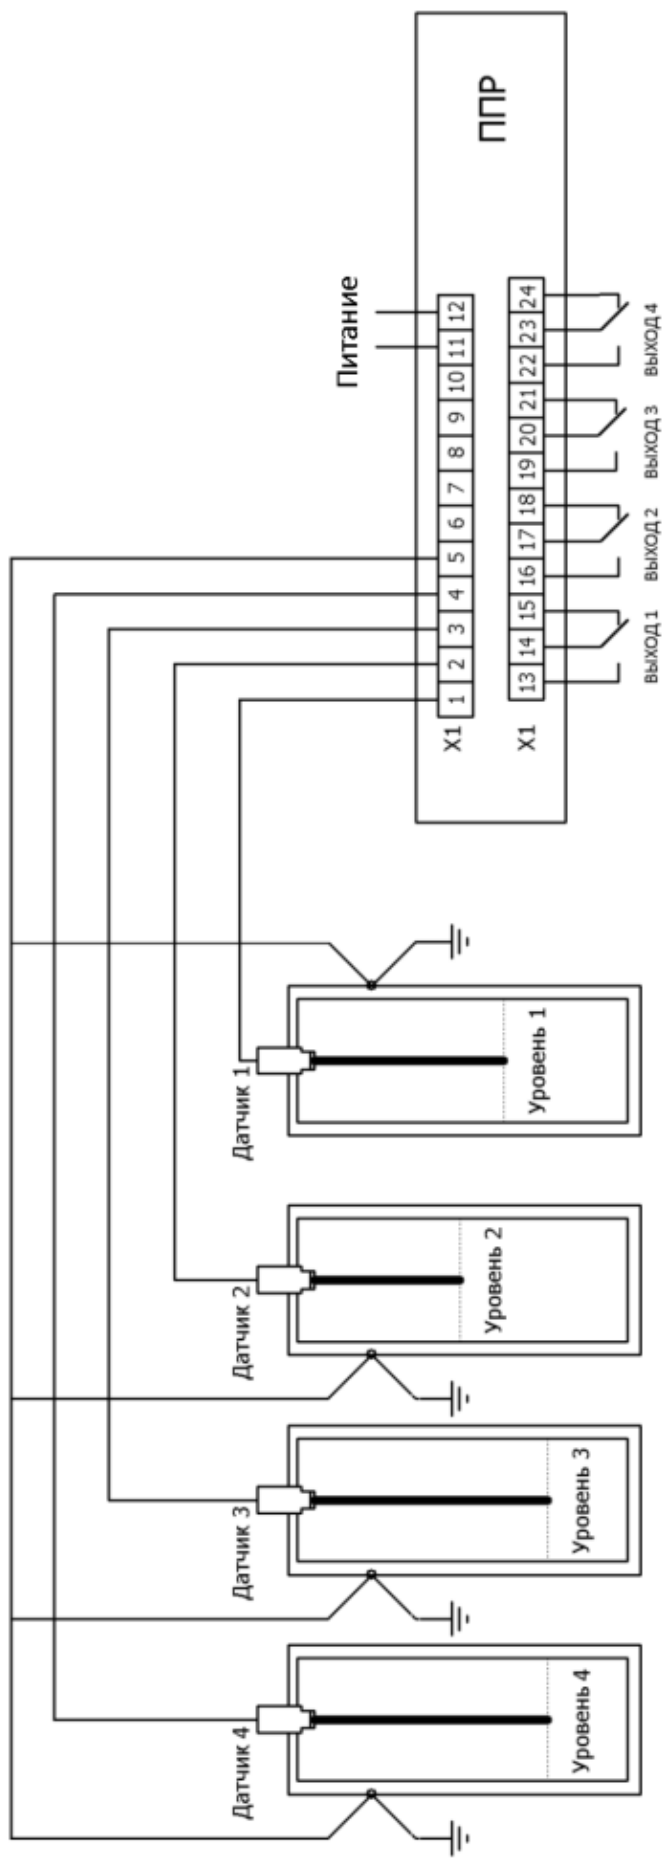 ППР
Питание
X1
1 2 3 4 5 6 7 8 9 10 11 12
X1
13 14 15 16 17 18 19 20 21 22 23 24
ВЫХОД 1
ВЫХОД 2
ВЫХОД 3
ВЫХОД 4
Датчик 4
Датчик 3
Датчик 2
Датчик 1
Уровень 4
Уровень 3
Уровень 2
Уровень 1